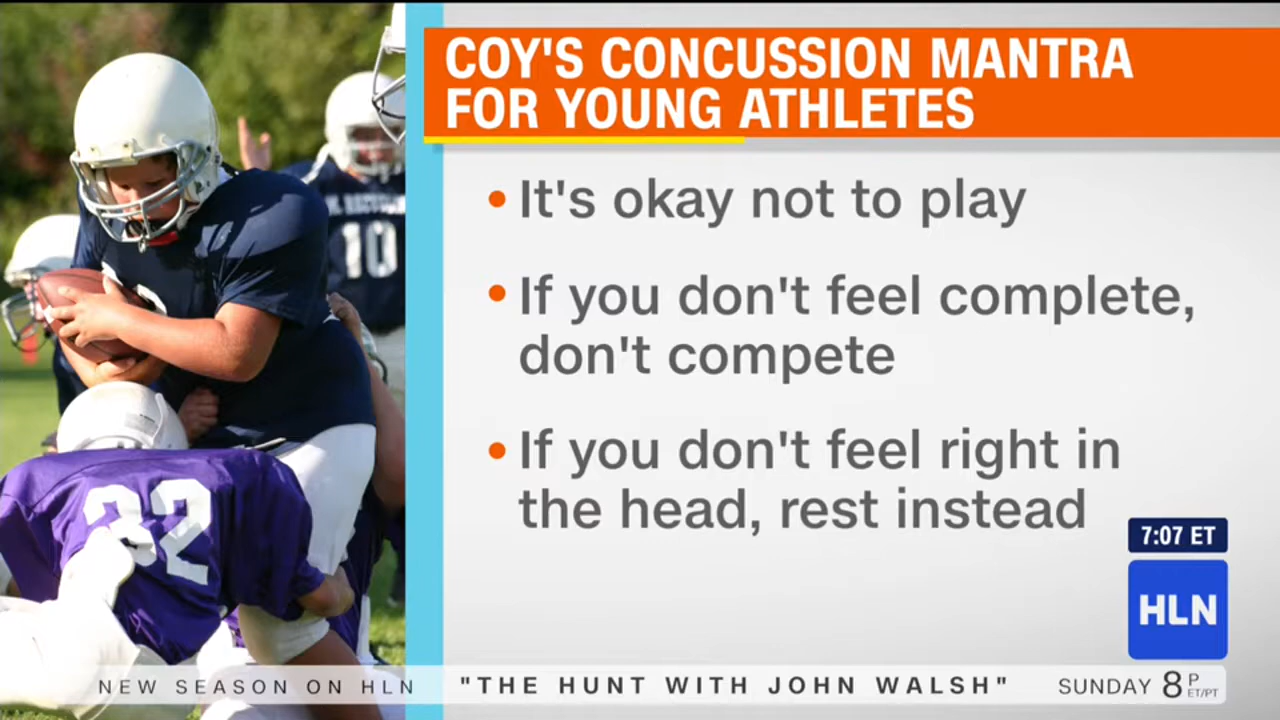 COY'S CONCUSSION MANTRA
FOR YOUNG ATHLETES
• It's okay not to play
• If you don't feel complete,
don't compete
• If you don't feel right in
the head, rest instead
10
32
7:07 ET
HLN
NEW SEASON ON HLN "THE HUNT WITH JOHN WALSH" SUNDAY 8P ET/PT